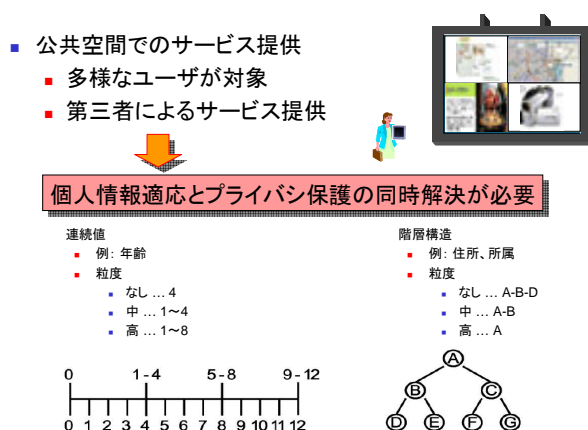 公共空間でのサービス提供
多様なユーザが対象
第三者によるサービス提供
個人情報適応とプライバシ保護の同時解決が必要
連続値
例: 年齢
粒度
なし … 4
中 … 1～4
高 … 1～8
階層構造
例: 住所、所属
粒度
なし … A-B-D
中 … A-B
高 … A
0 1-4 5-8 9-12
0 1 2 3 4 5 6 7 8 9 10 11 12
A
B C
D E F G